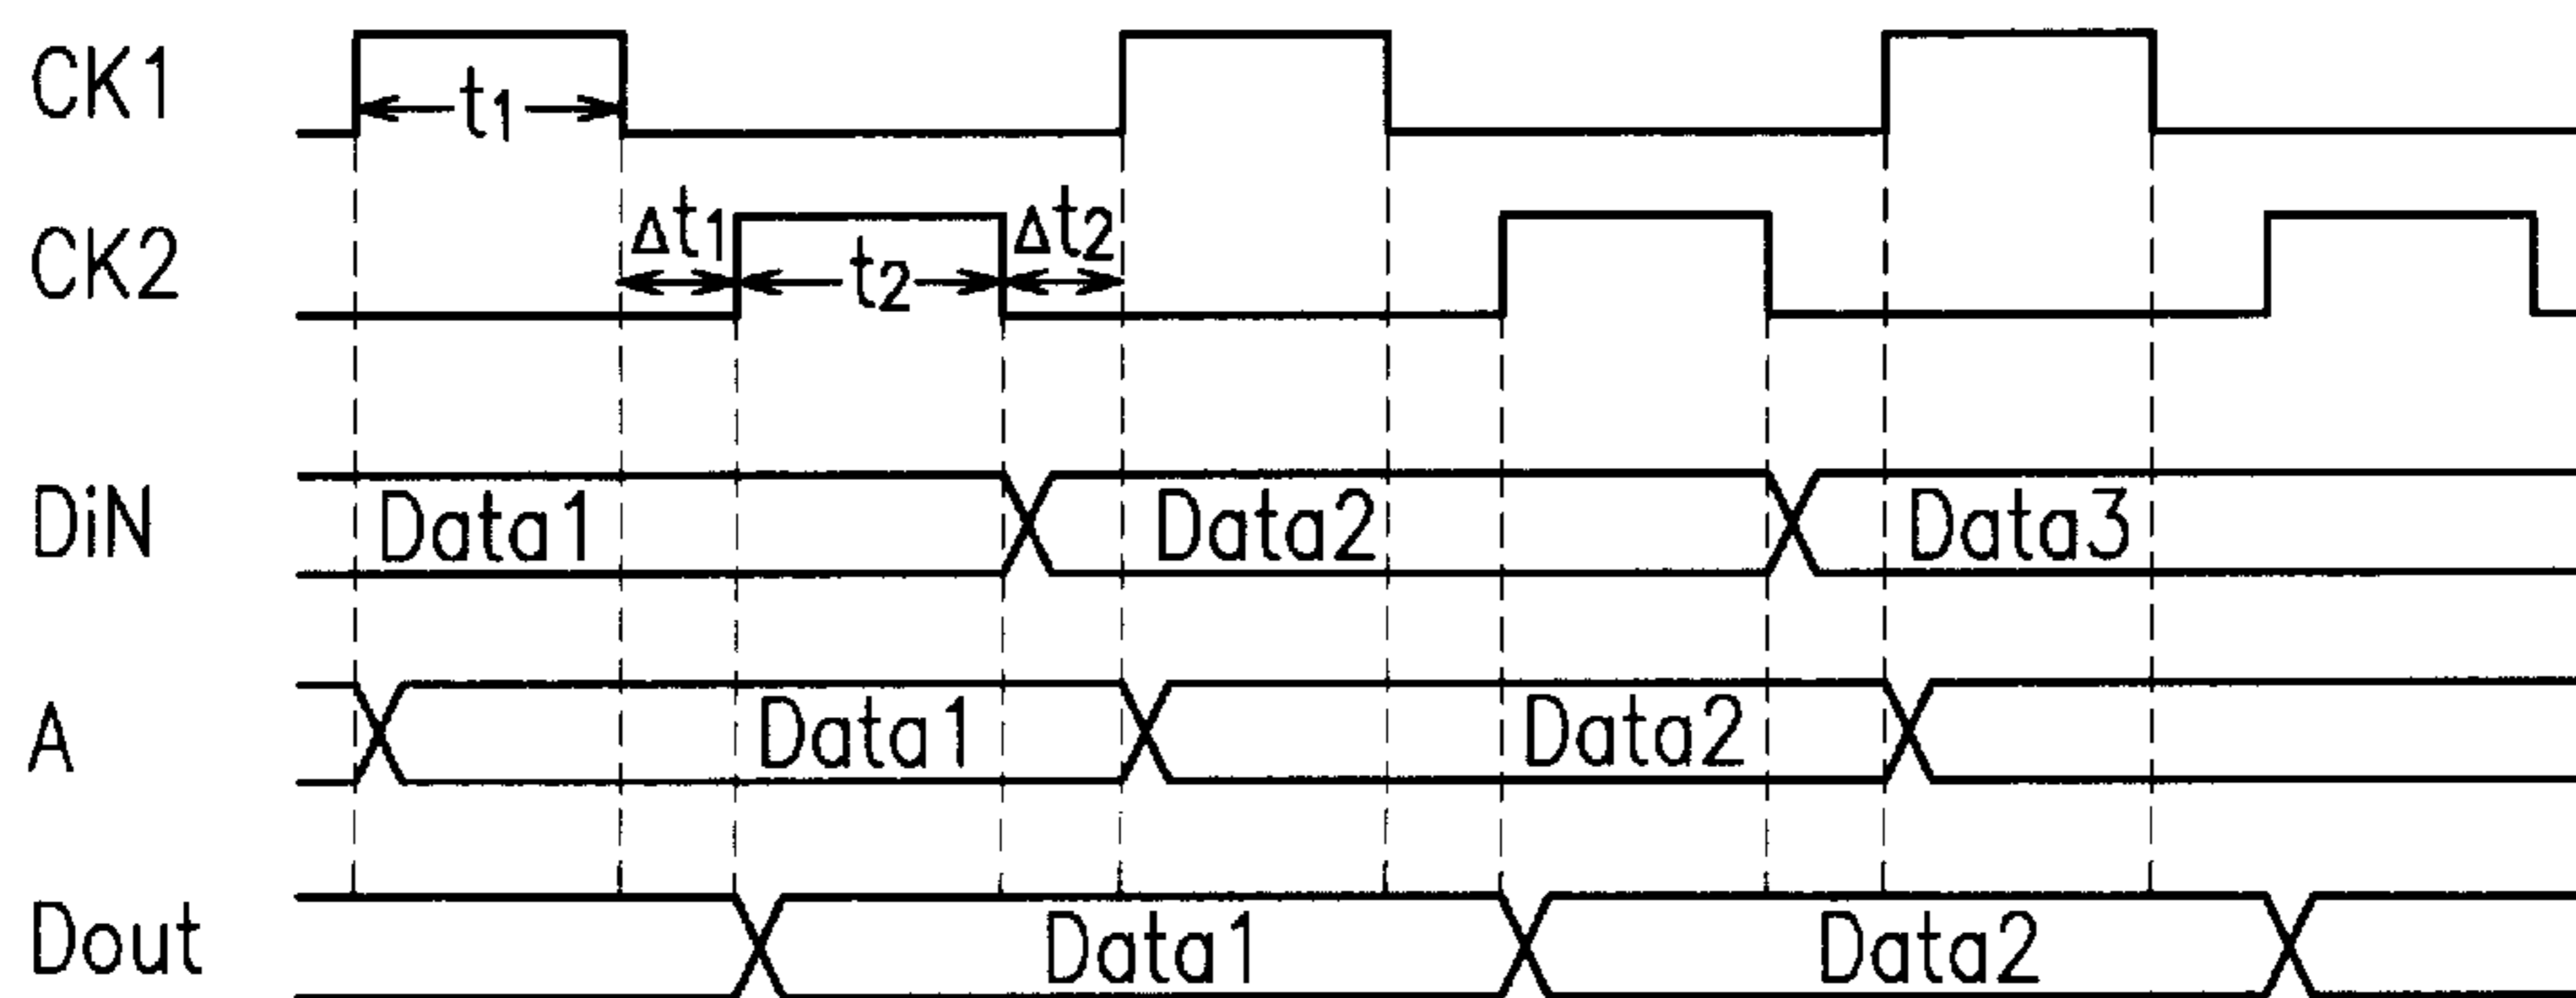 CK1 t1
CK2 Δt1 t2 Δt2
DiN Data1 Data2 Data3
A Data1 Data2
Dout Data1 Data2